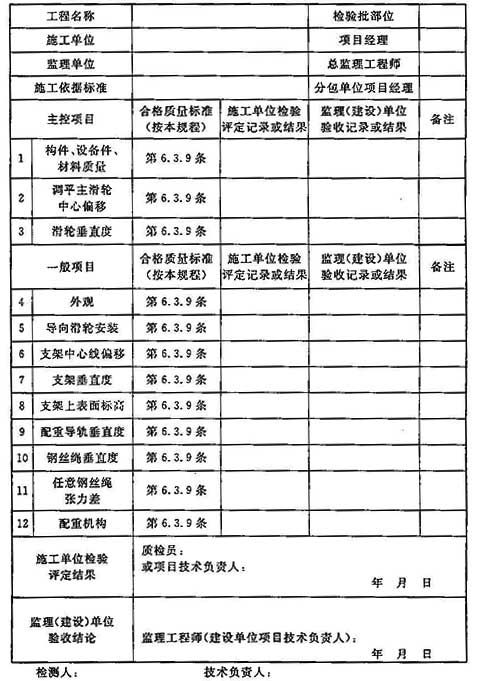 工程名称 检验批部位
施工单位 项目经理
监理单位 总监理工程师
施工依据标准 分包单位项目经理
主控项目 合格质量标准 施工单位检验 监理(建设)单位 备注
(按本规程) 评定记录或结果 验收记录或结果
1 构件、设备件、 第 6.3.9 条
材料质量
2 调平主滑轮 第 6.3.9 条
中心偏移
3 滑轮垂直度 第 6.3.9 条
一般项目 合格质量标准 施工单位检验 监理(建设)单位 备注
(按本规程) 评定记录或结果 验收记录或结果
4 外观 第 6.3.9 条
5 导向滑轮安装 第 6.3.9 条
6 支架中心线偏移 第 6.3.9 条
7 支架垂直度 第 6.3.9 条
8 支架上表面标高 第 6.3.9 条
9 配重导轨垂直度 第 6.3.9 条
10 钢丝绳垂直度 第 6.3.9 条
11 任意钢丝绳 第 6.3.9 条
张力差
12 配重机构 第 6.3.9 条
施工单位检验 质检员:
评定结果 或项目技术负责人:
年 月 日
监理(建设)单位
验收结论 监理工程师(建设单位项目技术负责人):
年 月 日
检测人: 技术负责人: